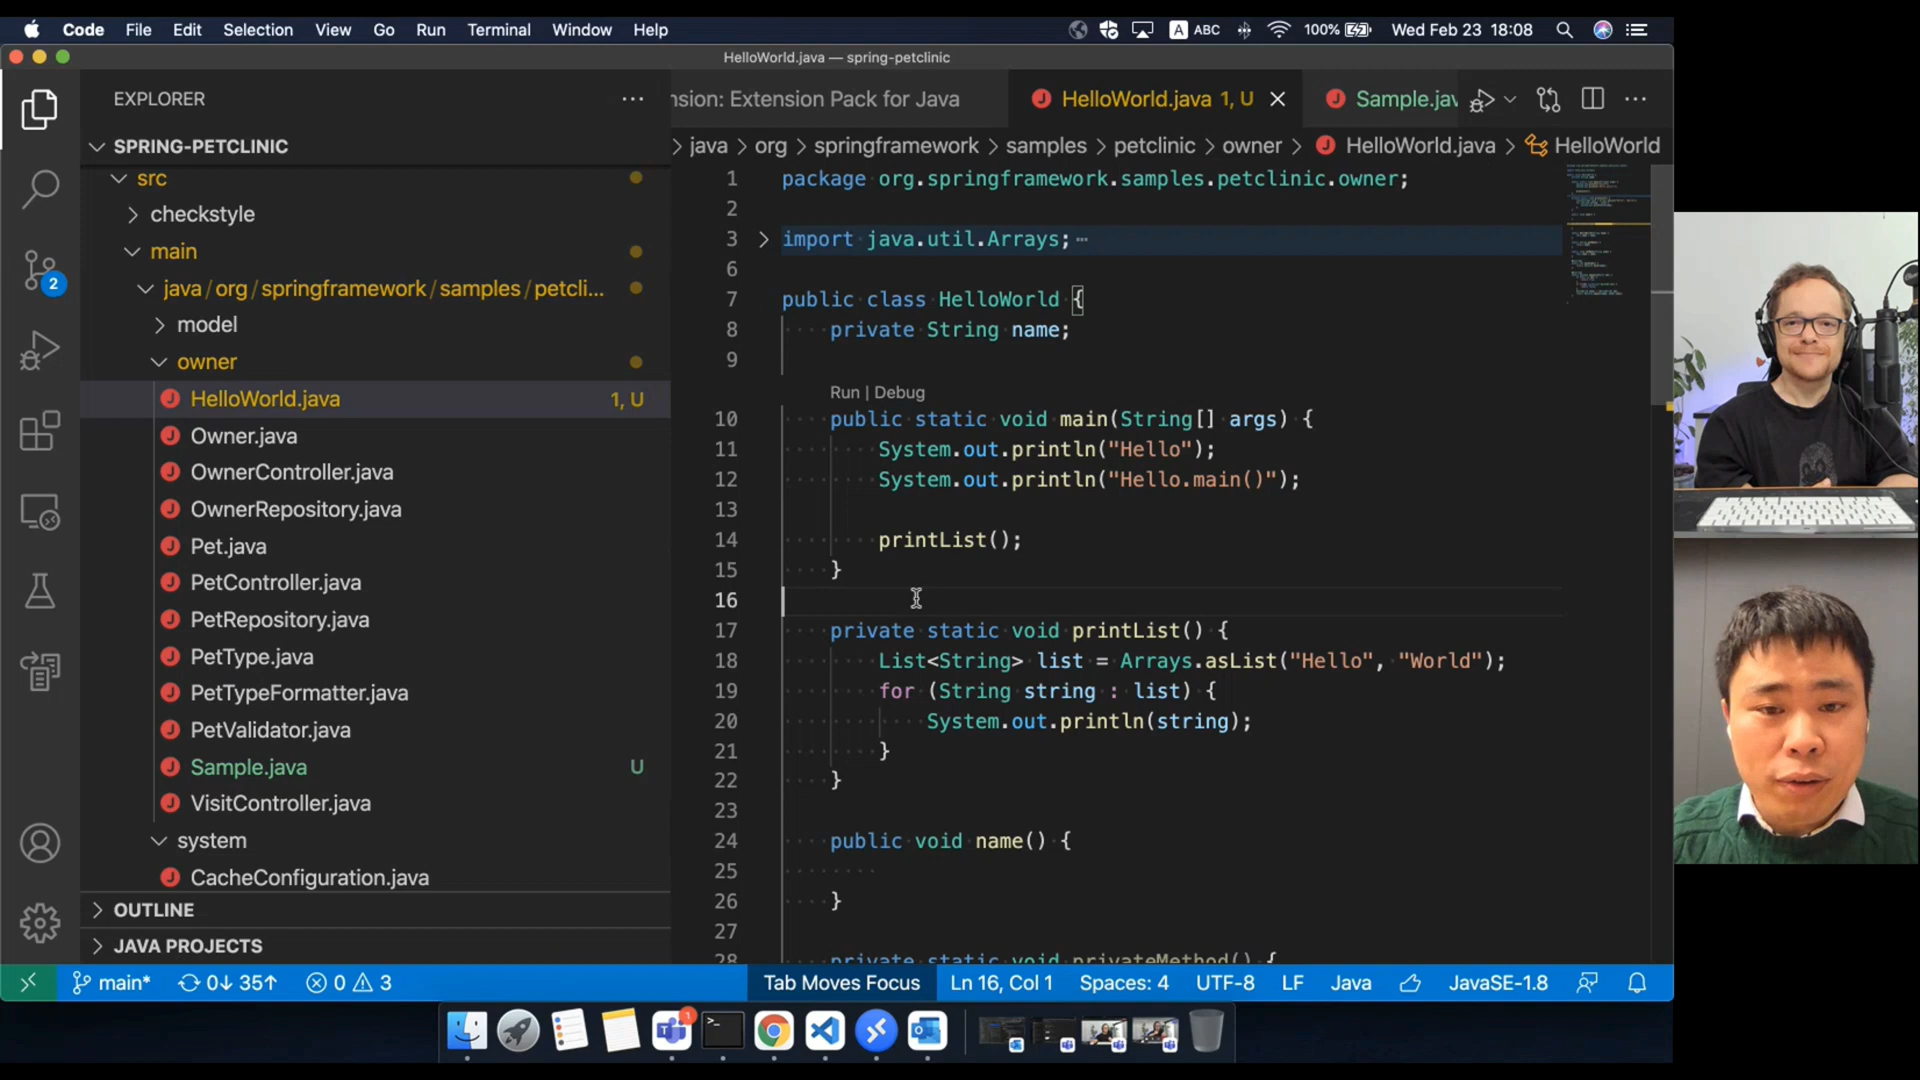 Code File Edit Selection View Go Run Terminal Window Help
A ABC 100% Wed Feb 23 18:08
HelloWorld.java — spring-petclinic
EXPLORER
SPRING-PETCLINIC
src
checkstyle
main
java/org/springframework/samples/petcli...
model
owner
HelloWorld.java 1, U
Owner.java
OwnerController.java
OwnerRepository.java
Pet.java
PetController.java
PetRepository.java
PetType.java
PetTypeFormatter.java
PetValidator.java
Sample.java U
VisitController.java
system
CacheConfiguration.java
OUTLINE
JAVA PROJECTS
2
nsion: Extension Pack for Java HelloWorld.java 1, U Sample.jav
java > org > springframework > samples > petclinic > owner > HelloWorld.java > HelloWorld
1 package org.springframework.samples.petclinic.owner;
2
3 import java.util.Arrays;
6
7 public class HelloWorld {
8 private String name;
9
Run | Debug
10 public static void main(String[] args) {
11 System.out.println("Hello");
12 System.out.println("Hello.main()");
13
14 printList();
15 }
16
17 private static void printList() {
18 List<String> list = Arrays.asList("Hello", "World");
19 for (String string : list) {
20 System.out.println(string);
21 }
22 }
23
24 public void name() {
25
26 }
27
28 private static void privateMethod() {
main* 0↓ 35↑ 0 3 Tab Moves Focus Ln 16, Col 1 Spaces: 4 UTF-8 LF Java JavaSE-1.8
1